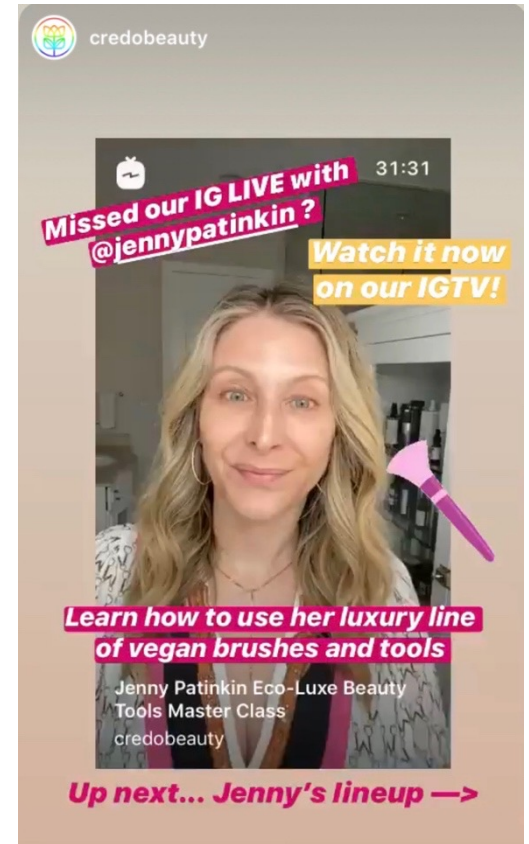 credobeauty
31:31
Missed our IG LIVE with
@jennypatinkin ?
Watch it now
on our IGTV!
Learn how to use her luxury line
of vegan brushes and tools
Jenny Patinkin Eco-Luxe Beauty
Tools Master Class
credobeauty
Up next... Jenny's lineup —>